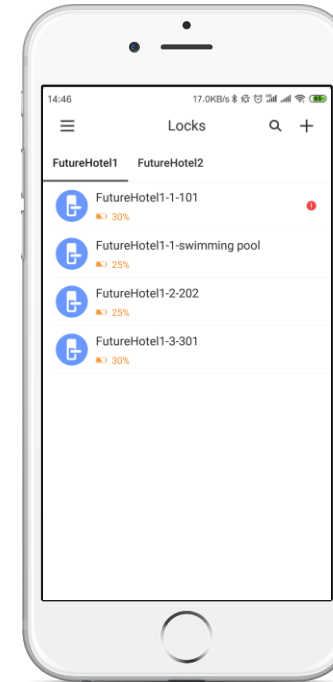 14:46 17.0KB/s
Locks
FutureHotel1 FutureHotel2
FutureHotel1-1-101
30%
FutureHotel1-1-swimming pool
25%
FutureHotel1-2-202
25%
FutureHotel1-3-301
30%